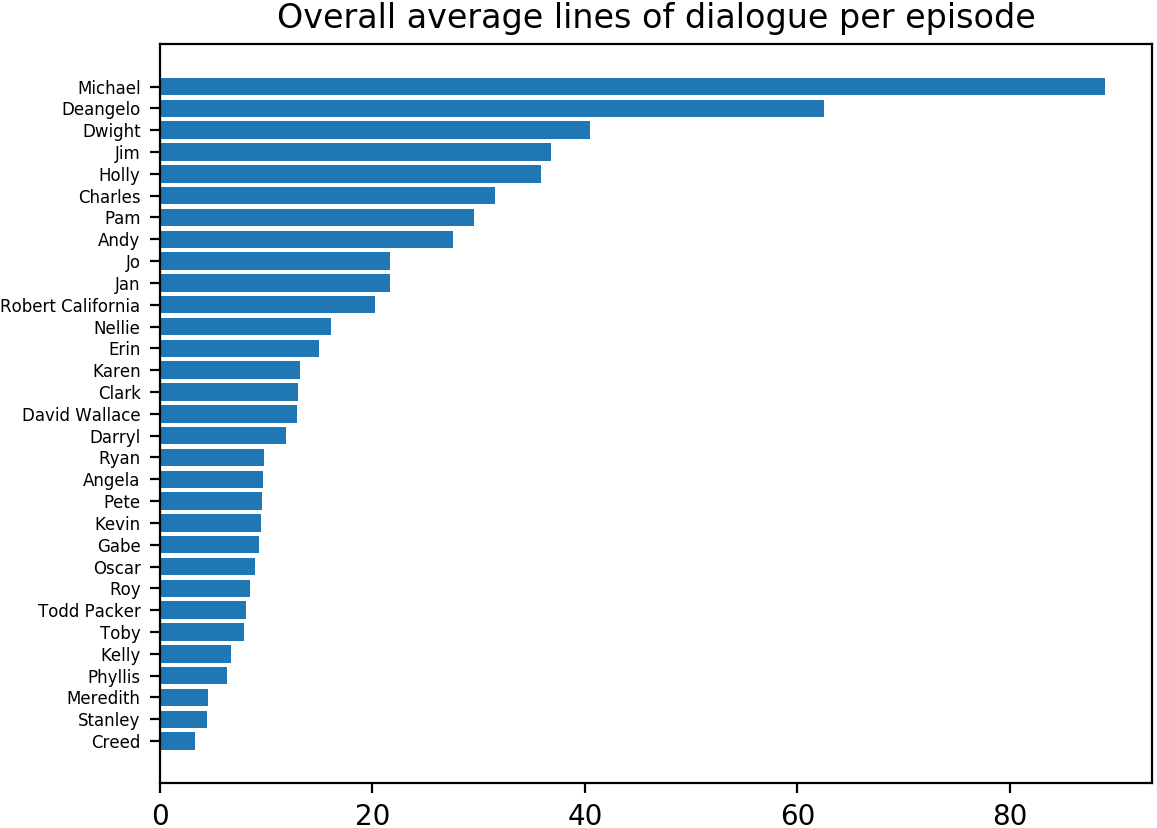 Overall average lines of dialogue per episode
Michael
Deangelo
Dwight
Jim
Holly
Charles
Pam
Andy
Jo
Jan
Robert California
Nellie
Erin
Karen
Clark
David Wallace
Darryl
Ryan
Angela
Pete
Kevin
Gabe
Oscar
Roy
Todd Packer
Toby
Kelly
Phyllis
Meredith
Stanley
Creed
0 20 40 60 80